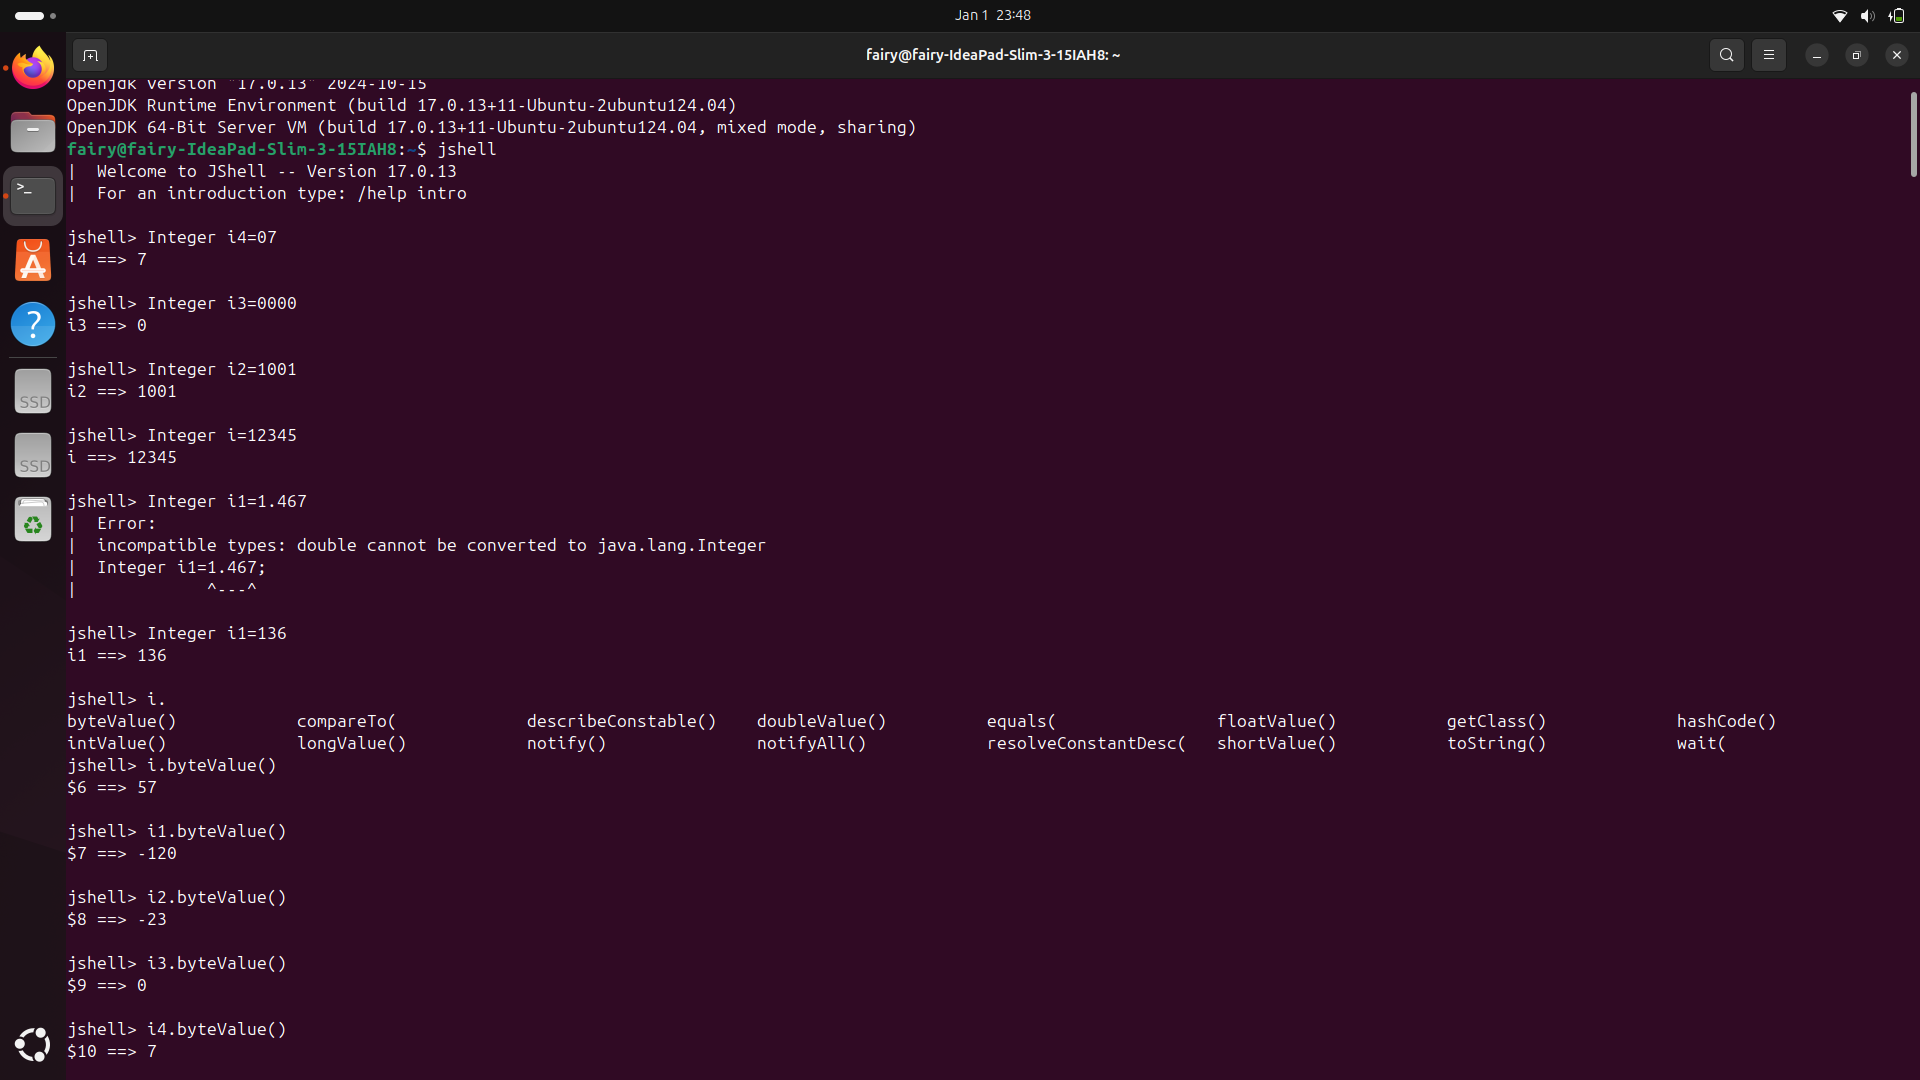 Jan 1 23:48
fairy@fairy-IdeaPad-Slim-3-15IAH8: ~
openjdk version "17.0.13" 2024-10-15
OpenJDK Runtime Environment (build 17.0.13+11-Ubuntu-2ubuntu124.04)
OpenJDK 64-Bit Server VM (build 17.0.13+11-Ubuntu-2ubuntu124.04, mixed mode, sharing)
fairy@fairy-IdeaPad-Slim-3-15IAH8:~$ jshell
|  Welcome to JShell -- Version 17.0.13
|  For an introduction type: /help intro
jshell> Integer i4=07
i4 ==> 7
jshell> Integer i3=0000
i3 ==> 0
jshell> Integer i2=1001
i2 ==> 1001
jshell> Integer i=12345
i ==> 12345
jshell> Integer i1=1.467
|  Error:
|  incompatible types: double cannot be converted to java.lang.Integer
|  Integer i1=1.467;
|             ^---^
jshell> Integer i1=136
i1 ==> 136
jshell> i.
byteValue()            compareTo(             describeConstable()    doubleValue()          equals(                floatValue()           getClass()             hashCode()
intValue()             longValue()            notify()               notifyAll()            resolveConstantDesc(   shortValue()           toString()             wait(
jshell> i.byteValue()
$6 ==> 57
jshell> i1.byteValue()
$7 ==> -120
jshell> i2.byteValue()
$8 ==> -23
jshell> i3.byteValue()
$9 ==> 0
jshell> i4.byteValue()
$10 ==> 7
>_
A
?
SSD
SSD